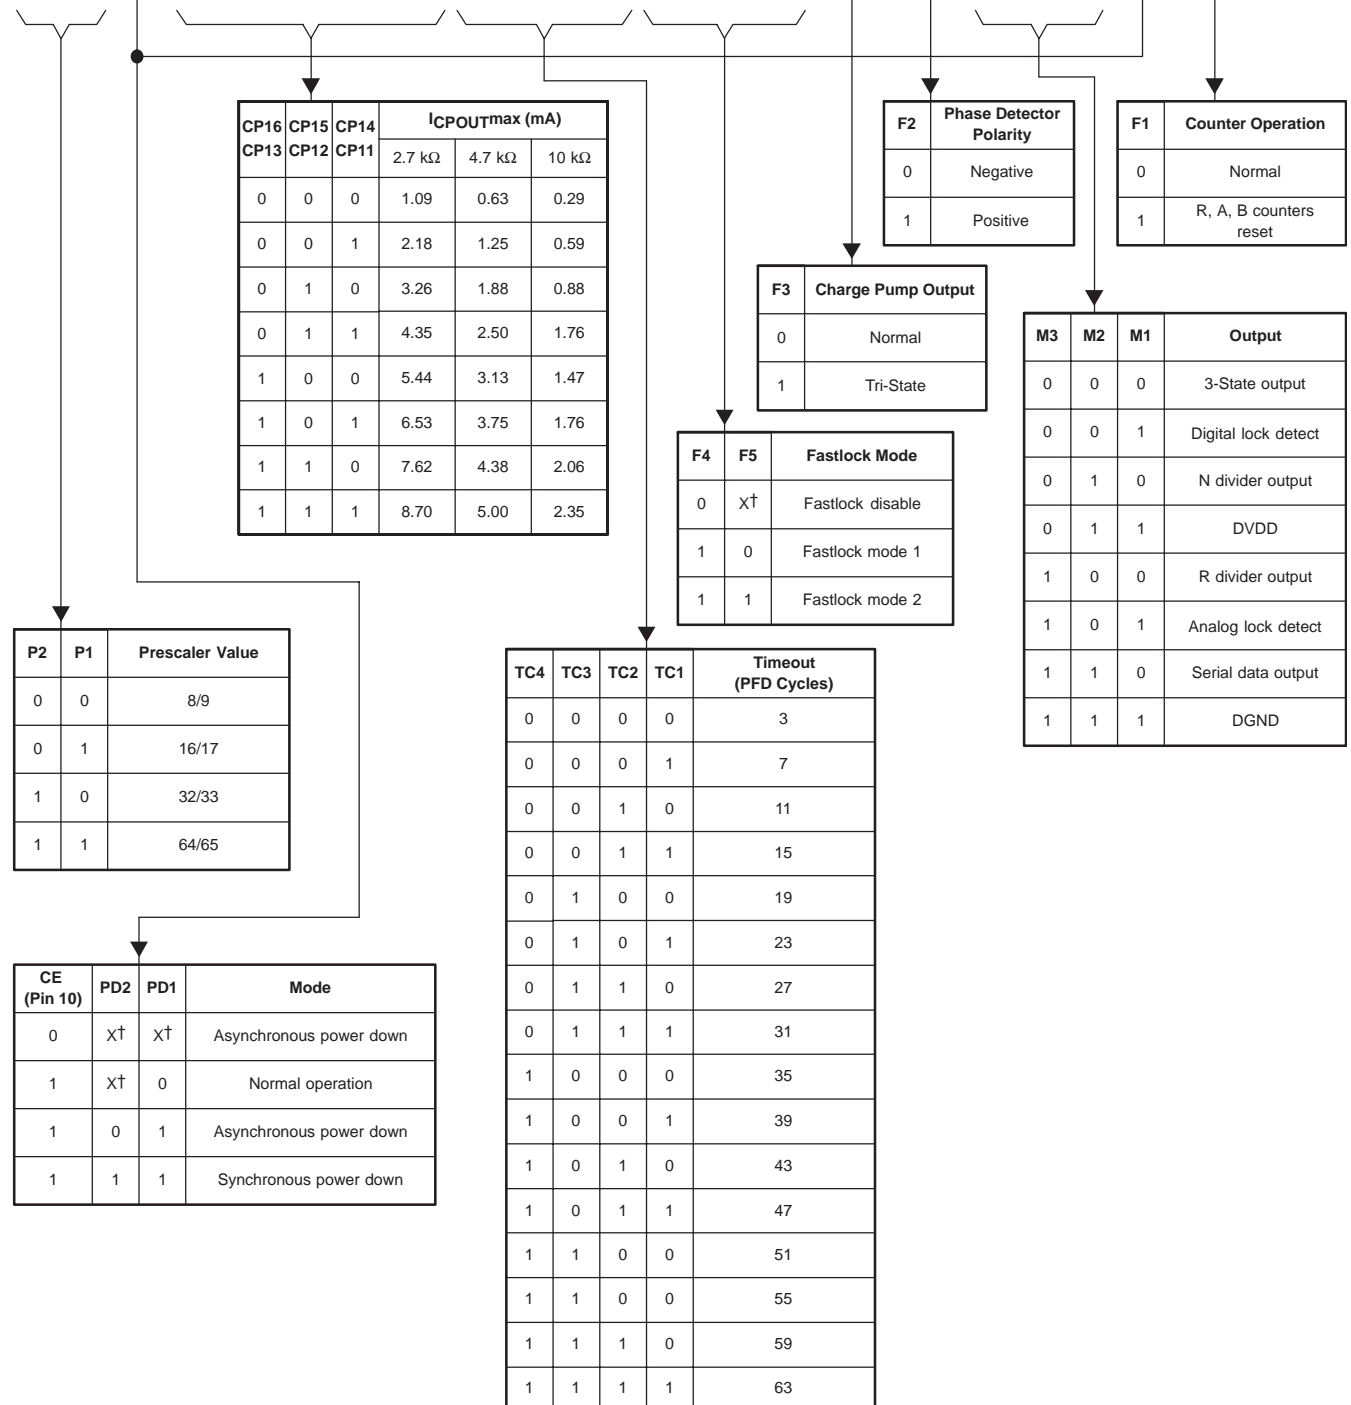 CP16 CP15 CP14 ICPOUTmax (mA)
CP13 CP12 CP11 2.7 kΩ 4.7 kΩ 10 kΩ
0 0 0 1.09 0.63 0.29
0 0 1 2.18 1.25 0.59
0 1 0 3.26 1.88 0.88
0 1 1 4.35 2.50 1.76
1 0 0 5.44 3.13 1.47
1 0 1 6.53 3.75 1.76
1 1 0 7.62 4.38 2.06
1 1 1 8.70 5.00 2.35
F2 Phase Detector
Polarity
0 Negative
1 Positive
F1 Counter Operation
0 Normal
1 R, A, B counters
reset
F3 Charge Pump Output
0 Normal
1 Tri-State
M3 M2 M1 Output
0 0 0 3-State output
0 0 1 Digital lock detect
0 1 0 N divider output
0 1 1 DVDD
1 0 0 R divider output
1 0 1 Analog lock detect
1 1 0 Serial data output
1 1 1 DGND
F4 F5 Fastlock Mode
0 X† Fastlock disable
1 0 Fastlock mode 1
1 1 Fastlock mode 2
P2 P1 Prescaler Value
0 0 8/9
0 1 16/17
1 0 32/33
1 1 64/65
TC4 TC3 TC2 TC1 Timeout
(PFD Cycles)
0 0 0 0 3
0 0 0 1 7
0 0 1 0 11
0 0 1 1 15
0 1 0 0 19
0 1 0 1 23
0 1 1 0 27
0 1 1 1 31
1 0 0 0 35
1 0 0 1 39
1 0 1 0 43
1 0 1 1 47
1 1 0 0 51
1 1 0 0 55
1 1 1 0 59
1 1 1 1 63
CE
(Pin 10) PD2 PD1 Mode
0 X† X† Asynchronous power down
1 X† 0 Normal operation
1 0 1 Asynchronous power down
1 1 1 Synchronous power down